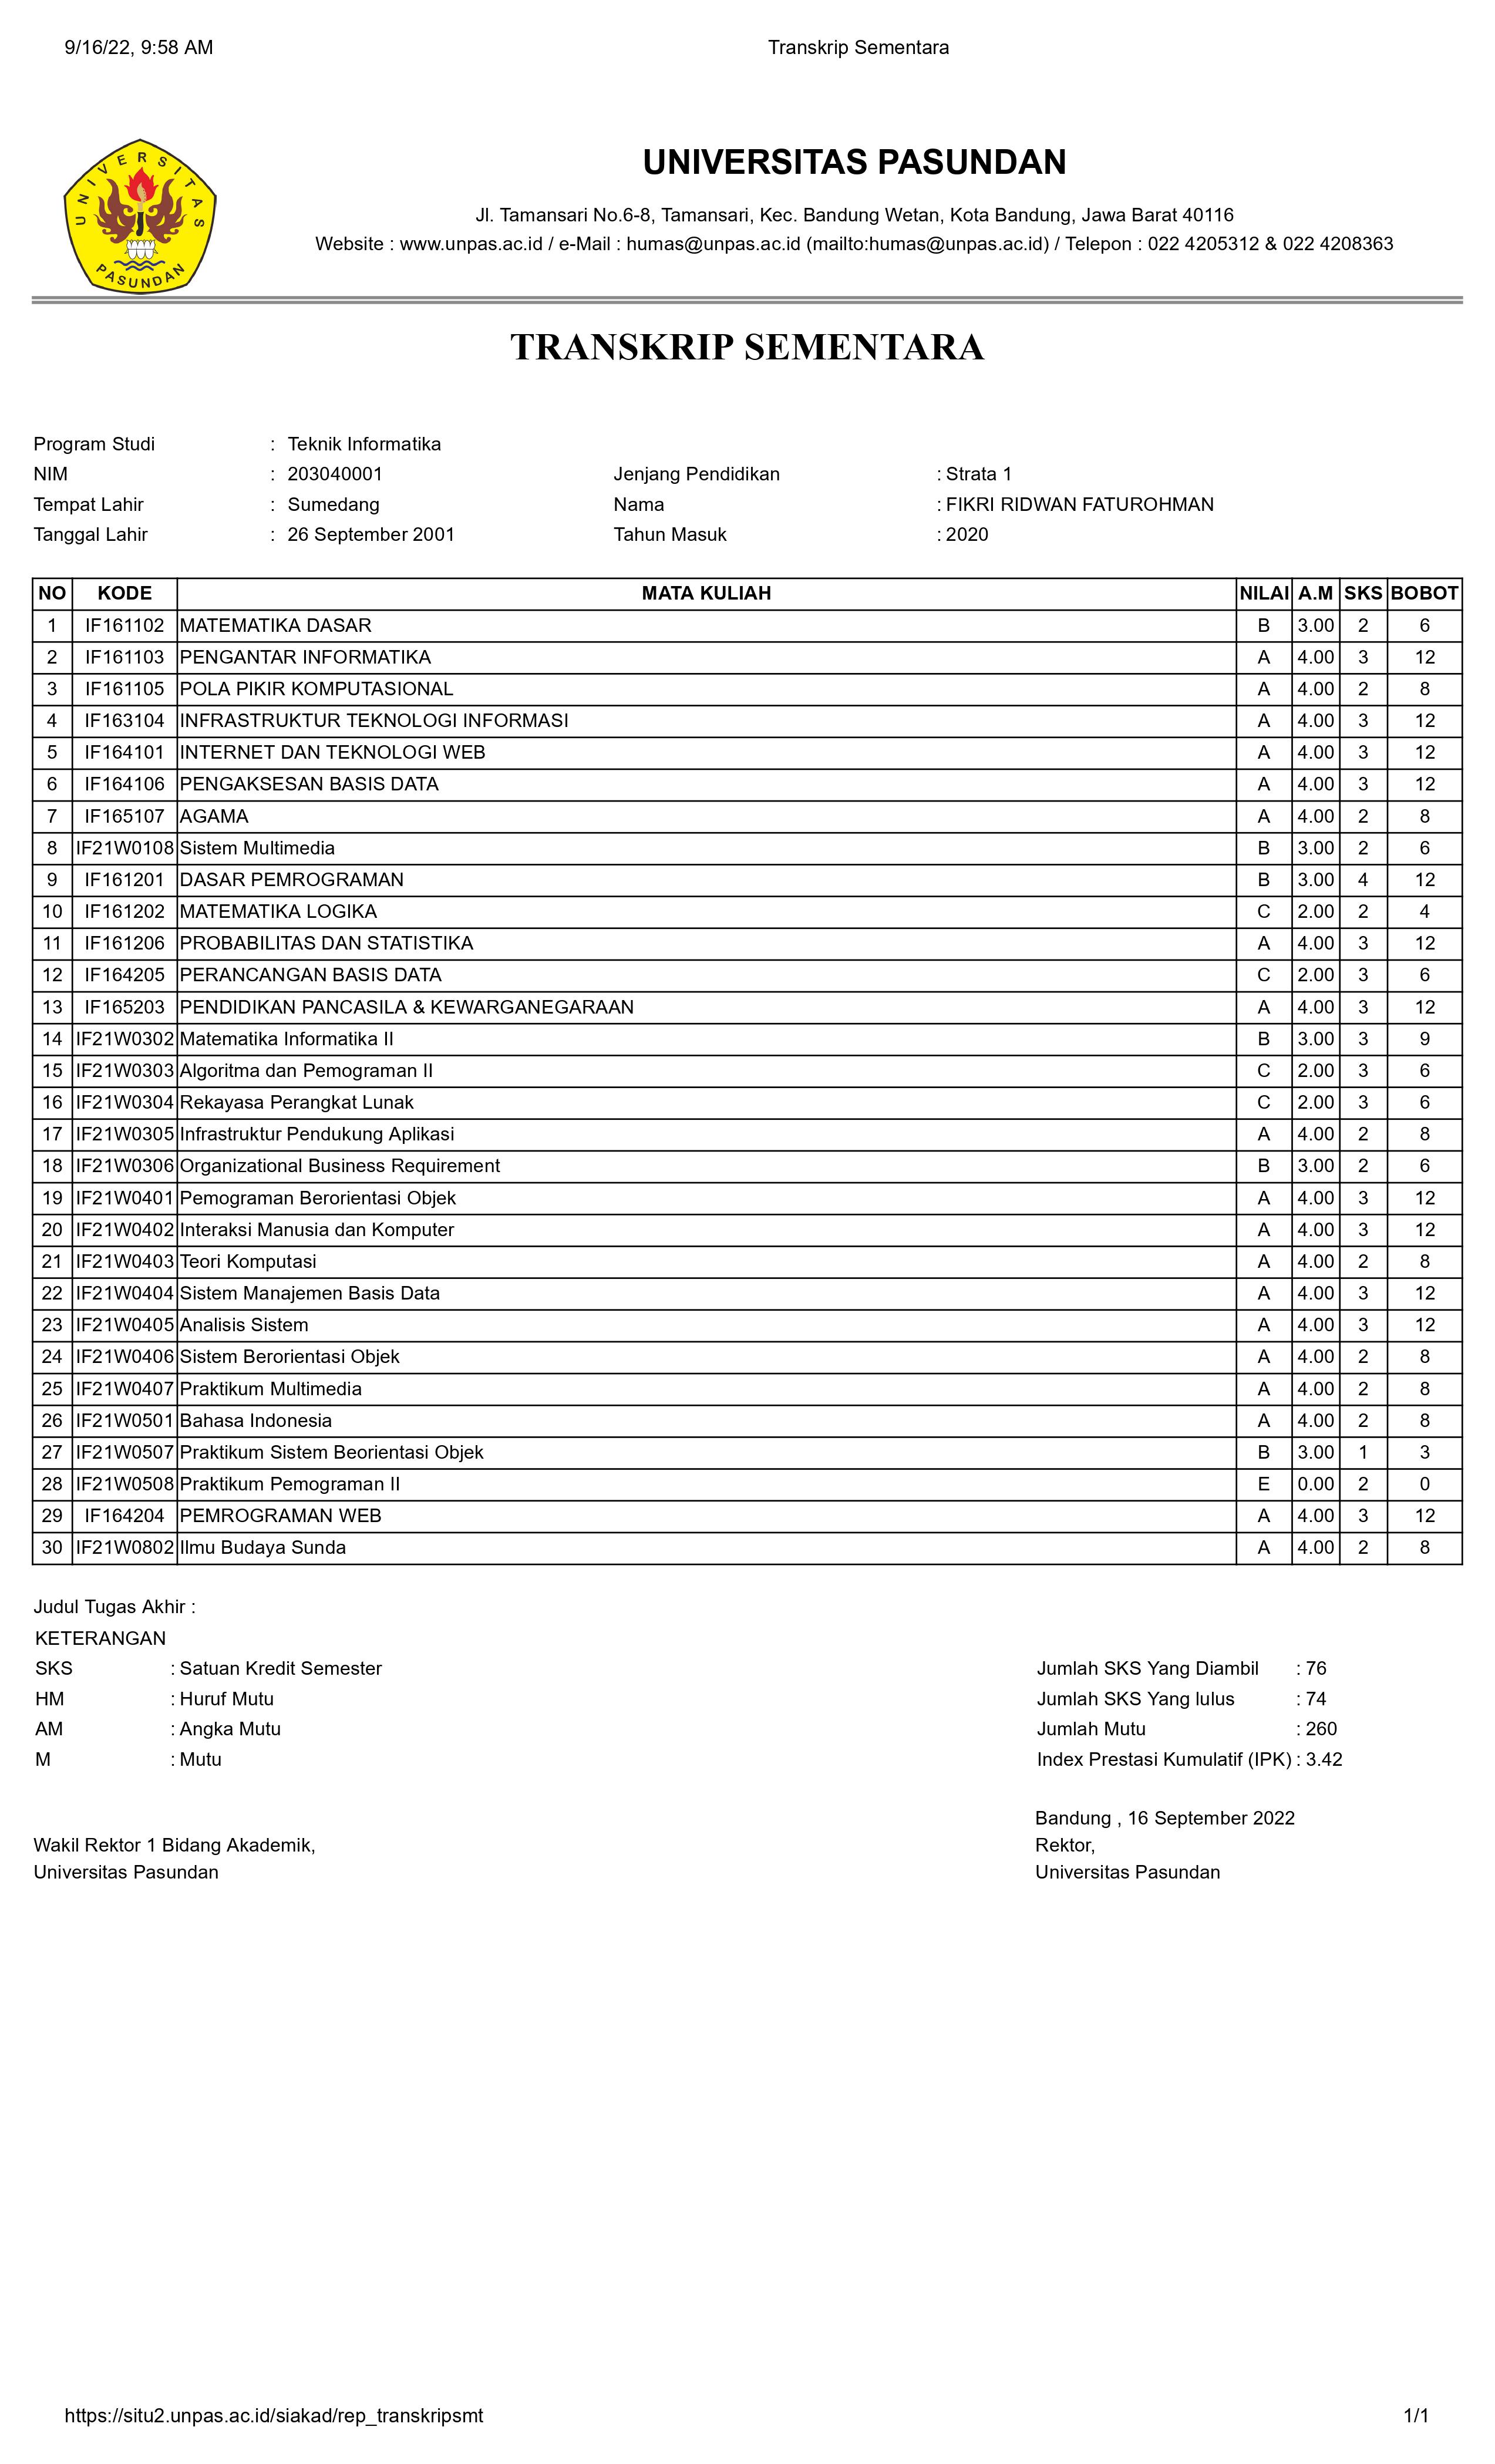 9/16/22, 9:58 AM Transkrip Sementara
UNIVERSITAS PASUNDAN
UNIVERSITAS PASUNDAN
Jl. Tamansari No.6-8, Tamansari, Kec. Bandung Wetan, Kota Bandung, Jawa Barat 40116
Website : www.unpas.ac.id / e-Mail : humas@unpas.ac.id (mailto:humas@unpas.ac.id) / Telepon : 022 4205312 & 022 4208363
TRANSKRIP SEMENTARA
Program Studi : Teknik Informatika
NIM : 203040001 Jenjang Pendidikan : Strata 1
Tempat Lahir : Sumedang Nama : FIKRI RIDWAN FATUROHMAN
Tanggal Lahir : 26 September 2001 Tahun Masuk : 2020
NO KODE MATA KULIAH NILAI A.M SKS BOBOT
1 IF161102 MATEMATIKA DASAR B 3.00 2 6
2 IF161103 PENGANTAR INFORMATIKA A 4.00 3 12
3 IF161105 POLA PIKIR KOMPUTASIONAL A 4.00 2 8
4 IF163104 INFRASTRUKTUR TEKNOLOGI INFORMASI A 4.00 3 12
5 IF164101 INTERNET DAN TEKNOLOGI WEB A 4.00 3 12
6 IF164106 PENGAKSESAN BASIS DATA A 4.00 3 12
7 IF165107 AGAMA A 4.00 2 8
8 IF21W0108 Sistem Multimedia B 3.00 2 6
9 IF161201 DASAR PEMROGRAMAN B 3.00 4 12
10 IF161202 MATEMATIKA LOGIKA C 2.00 2 4
11 IF161206 PROBABILITAS DAN STATISTIKA A 4.00 3 12
12 IF164205 PERANCANGAN BASIS DATA C 2.00 3 6
13 IF165203 PENDIDIKAN PANCASILA & KEWARGANEGARAAN A 4.00 3 12
14 IF21W0302 Matematika Informatika II B 3.00 3 9
15 IF21W0303 Algoritma dan Pemograman II C 2.00 3 6
16 IF21W0304 Rekayasa Perangkat Lunak C 2.00 3 6
17 IF21W0305 Infrastruktur Pendukung Aplikasi A 4.00 2 8
18 IF21W0306 Organizational Business Requirement B 3.00 2 6
19 IF21W0401 Pemograman Berorientasi Objek A 4.00 3 12
20 IF21W0402 Interaksi Manusia dan Komputer A 4.00 3 12
21 IF21W0403 Teori Komputasi A 4.00 2 8
22 IF21W0404 Sistem Manajemen Basis Data A 4.00 3 12
23 IF21W0405 Analisis Sistem A 4.00 3 12
24 IF21W0406 Sistem Berorientasi Objek A 4.00 2 8
25 IF21W0407 Praktikum Multimedia A 4.00 2 8
26 IF21W0501 Bahasa Indonesia A 4.00 2 8
27 IF21W0507 Praktikum Sistem Beorientasi Objek B 3.00 1 3
28 IF21W0508 Praktikum Pemograman II E 0.00 2 0
29 IF164204 PEMROGRAMAN WEB A 4.00 3 12
30 IF21W0802 Ilmu Budaya Sunda A 4.00 2 8
Judul Tugas Akhir :
KETERANGAN
SKS : Satuan Kredit Semester Jumlah SKS Yang Diambil : 76
HM : Huruf Mutu Jumlah SKS Yang lulus : 74
AM : Angka Mutu Jumlah Mutu : 260
M : Mutu Index Prestasi Kumulatif (IPK) : 3.42
Bandung , 16 September 2022
Wakil Rektor 1 Bidang Akademik, Rektor,
Universitas Pasundan Universitas Pasundan
https://situ2.unpas.ac.id/siakad/rep_transkripsmt 1/1